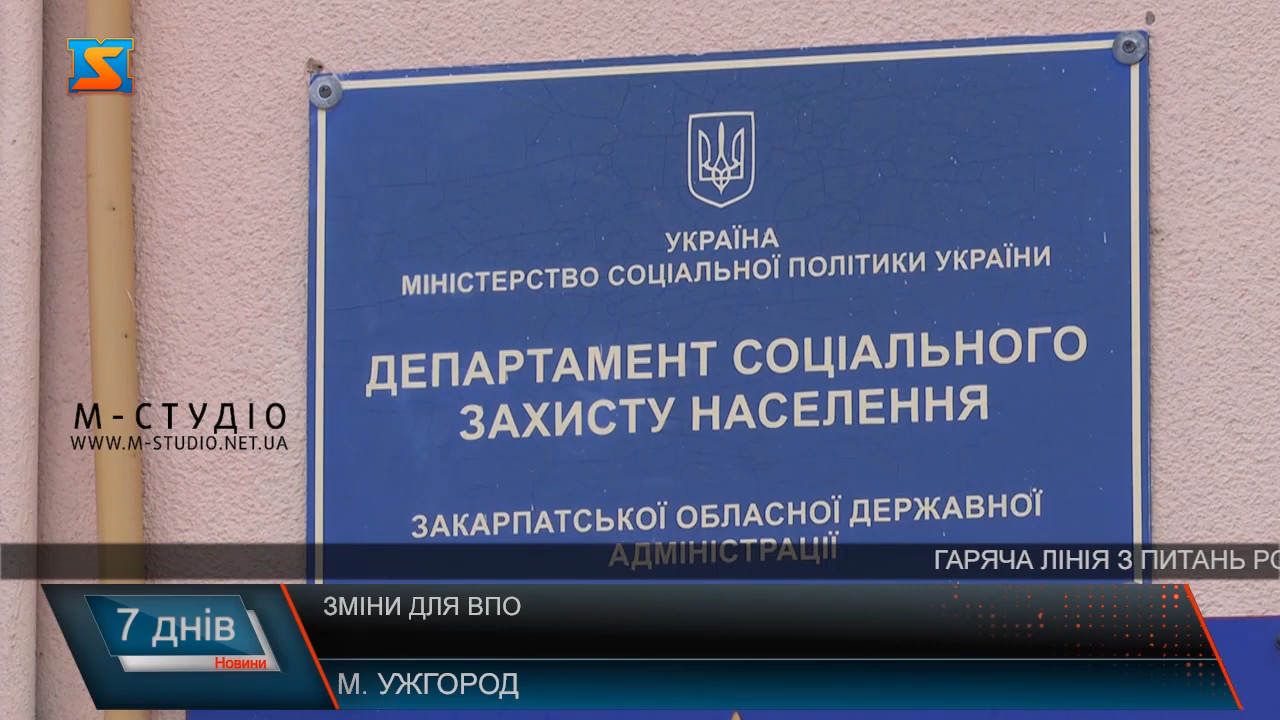 УКРАЇНА
МІНІСТЕРСТВО СОЦІАЛЬНОЇ ПОЛІТИКИ УКРАЇНИ
ДЕПАРТАМЕНТ СОЦІАЛЬНОГО
ЗАХИСТУ НАСЕЛЕННЯ
М-СТУДІО
WWW.M-STUDIO.NET.UA
ЗАКАРПАТСЬКОЇ ОБЛАСНОЇ ДЕРЖАВНОЇ
АДМІНІСТРАЦІЇ
ГАРЯЧА ЛІНІЯ З ПИТАНЬ
7 днів
Новини
ЗМІНИ ДЛЯ ВПО
М. УЖГОРОД